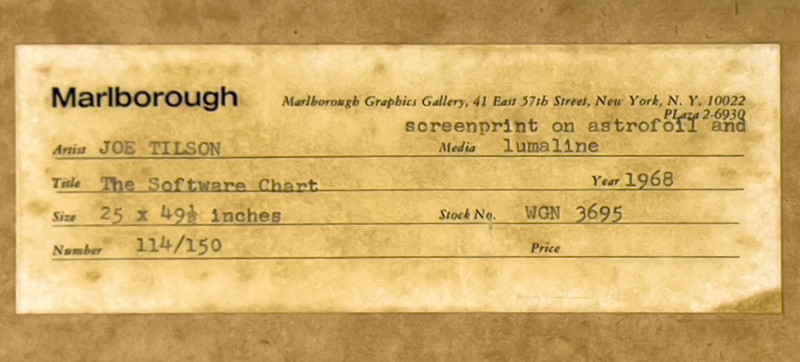 Marlborough
Marlborough Graphics Gallery, 41 East 57th Street, New York, N. Y. 10022
PLaza 2-6930
screenprint on astrofoil and
Artist JOE TILSON Media lumaline
Title The Software Chart Year 1968
Size 25 x 49½ inches Stock No. WGN 3695
Number 114/150 Price